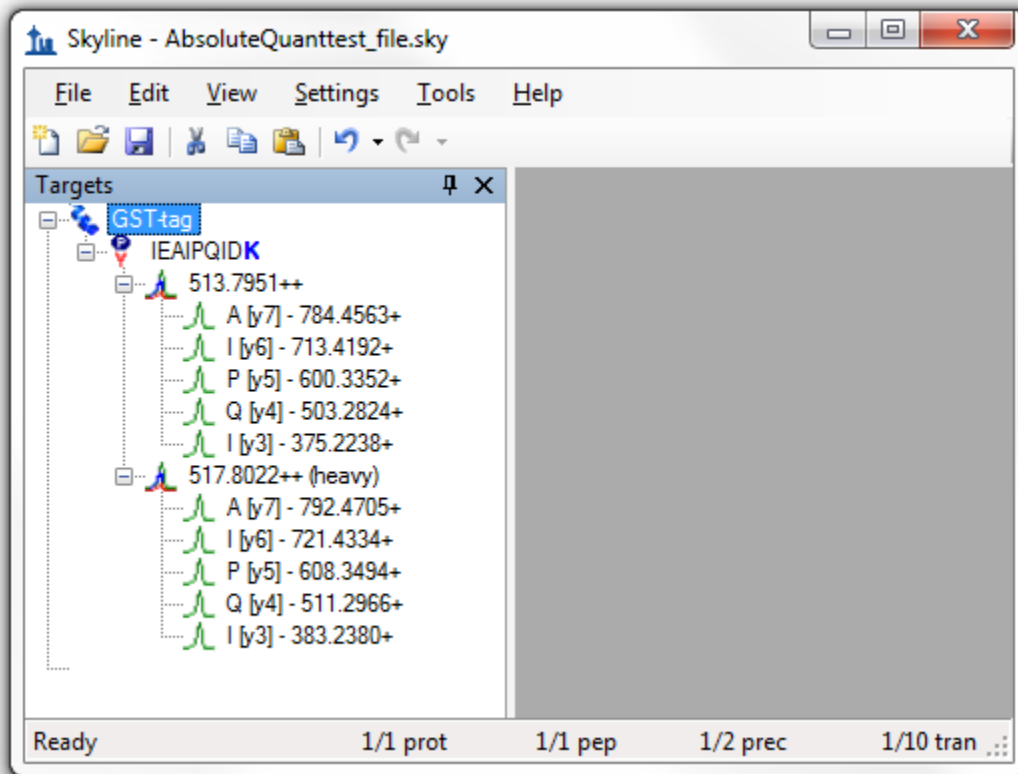 Skyline - AbsoluteQuanttest_file.sky
File Edit View Settings Tools Help
Targets
GST-tag
IEAIPQIDK
513.7951++
A [y7] - 784.4563+
I [y6] - 713.4192+
P [y5] - 600.3352+
Q [y4] - 503.2824+
I [y3] - 375.2238+
517.8022++ (heavy)
A [y7] - 792.4705+
I [y6] - 721.4334+
P [y5] - 608.3494+
Q [y4] - 511.2966+
I [y3] - 383.2380+
Ready 1/1 prot 1/1 pep 1/2 prec 1/10 tran